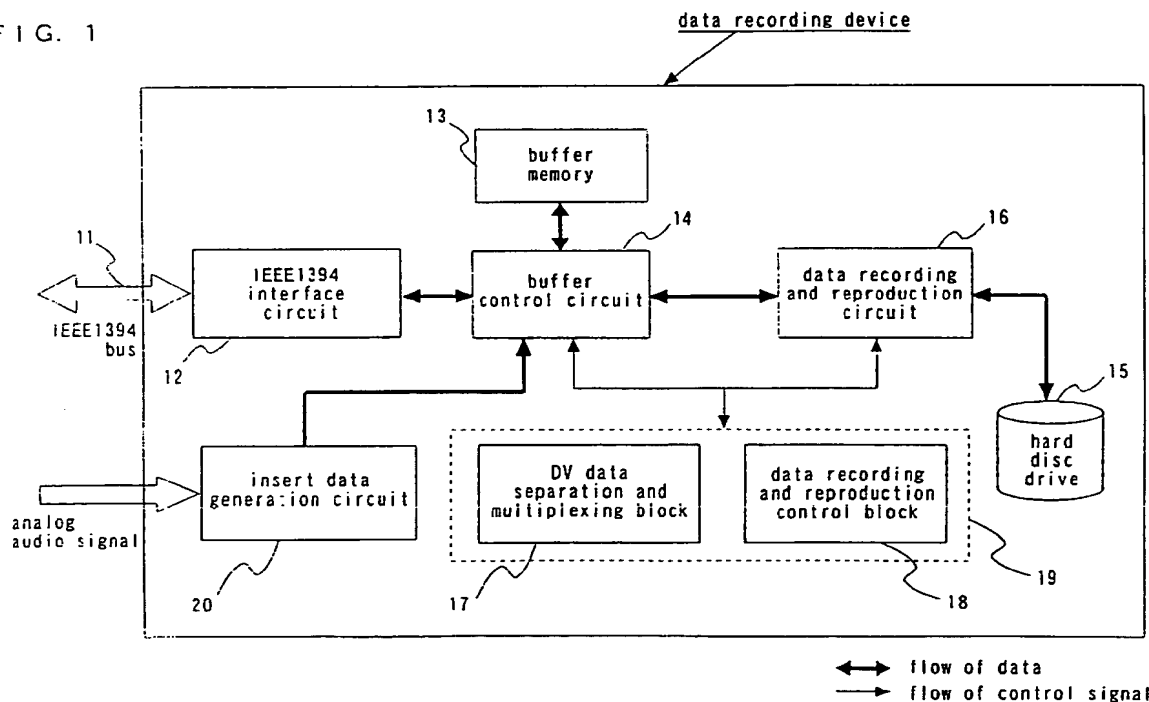 FIG. 1
data recording device
13
buffer
memory
14
16
11
IEEE1394
interface
circuit
buffer
control circuit
data recording
and reproduction
circuit
IEEE1394
bus
12
15
hard
disc
drive
insert data
generation circuit
DV data
separation and
multiplexing block
data recording
and reproduction
control block
analog
audio signal
20
17
18
19
flow of data
flow of control signal